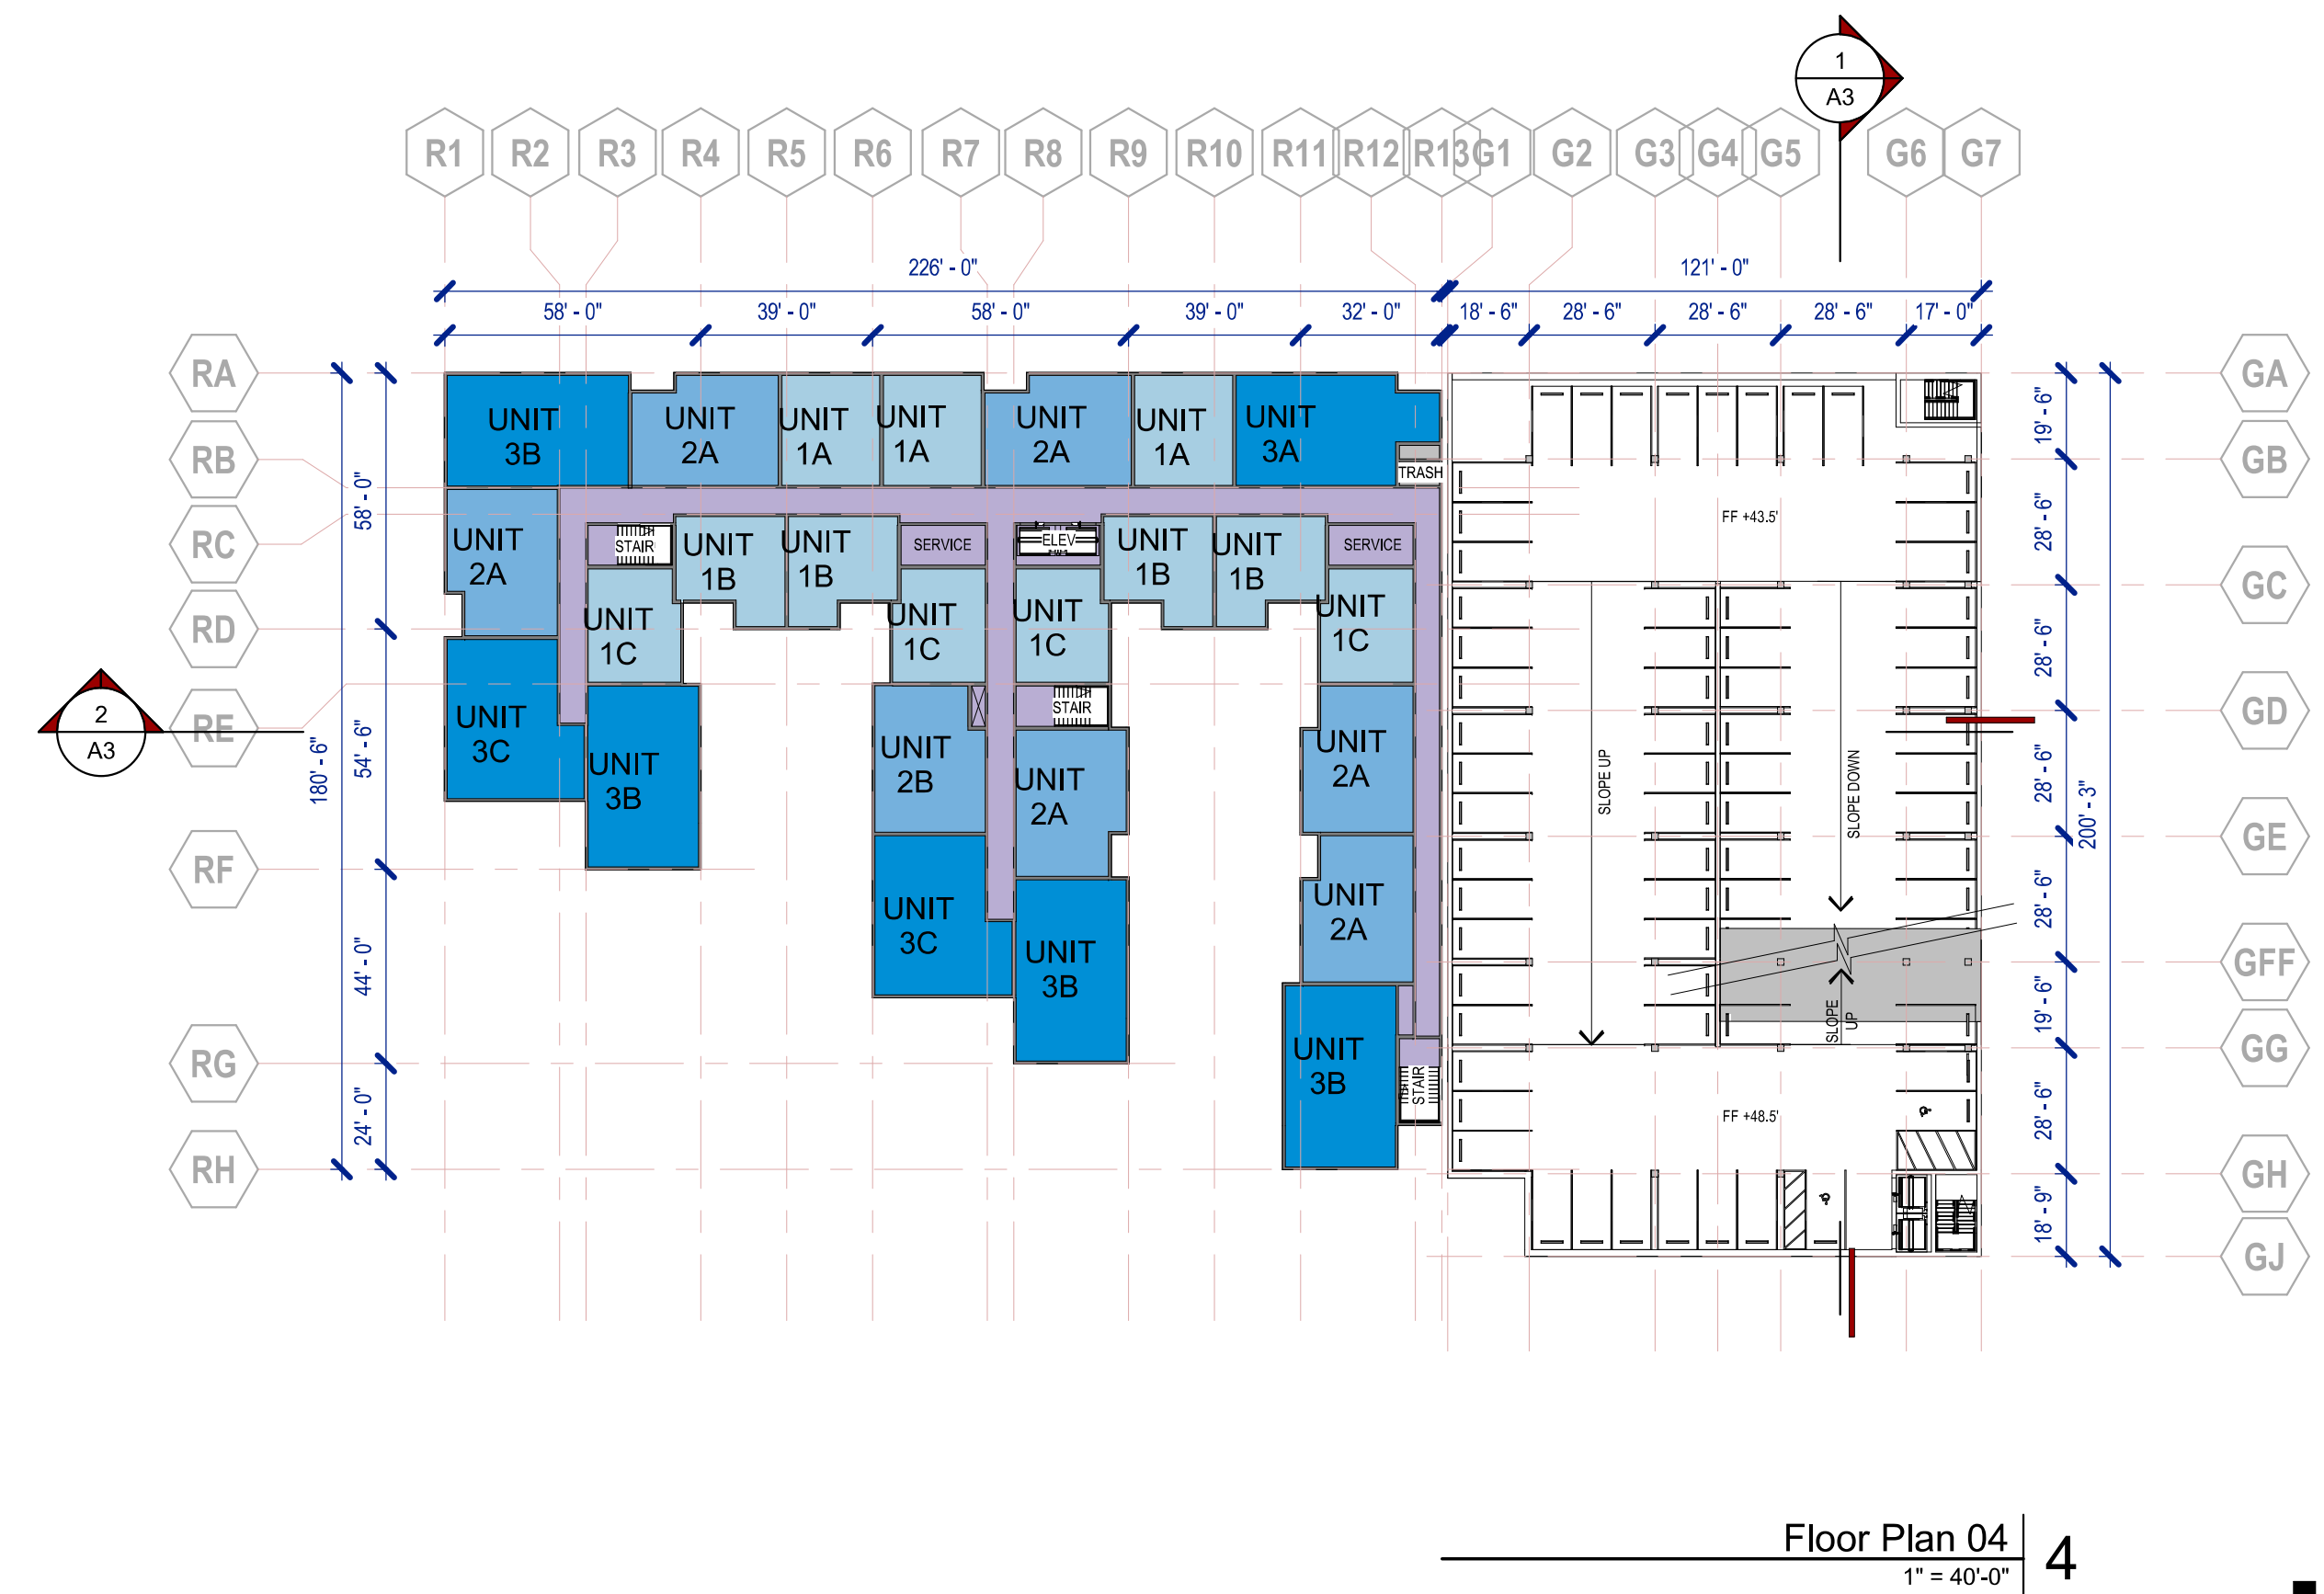 1
A3
R1 R2 R3 R4 R5 R6 R7 R8 R9 R10 R11 R12 R13 G1 G2 G3 G4 G5 G6 G7
226' - 0" 121' - 0"
58' - 0" 39' - 0" 58' - 0" 39' - 0" 32' - 0" 18' - 6" 28' - 6" 28' - 6" 28' - 6" 17' - 0"
RA
RB
RC
RD
RE
RF
RG
RH
2
A3
180' - 6"
58' - 0"
54' - 6"
44' - 0"
24' - 0"
UNIT
3B
UNIT
2A
UNIT
1A
UNIT
1A
UNIT
2A
UNIT
1A
UNIT
3A
TRASH
UNIT
2A
STAIR
UNIT
1B
UNIT
1B
SERVICE
ELEV
UNIT
1B
UNIT
1B
SERVICE
UNIT
1C
UNIT
1C
UNIT
1C
UNIT
1C
UNIT
3C
UNIT
3B
UNIT
2B
STAIR
UNIT
2A
UNIT
2A
UNIT
3C
UNIT
3B
UNIT
2A
UNIT
3B
STAIR
FF +43.5'
SLOPE UP
SLOPE DOWN
SLOPE
UP
FF +48.5'
19' - 6"
28' - 6"
28' - 6"
28' - 6"
28' - 6"
19' - 6"
28' - 6"
18' - 9"
200' - 3"
GA
GB
GC
GD
GE
GFF
GG
GH
GJ
Floor Plan 04
1" = 40'-0"
4